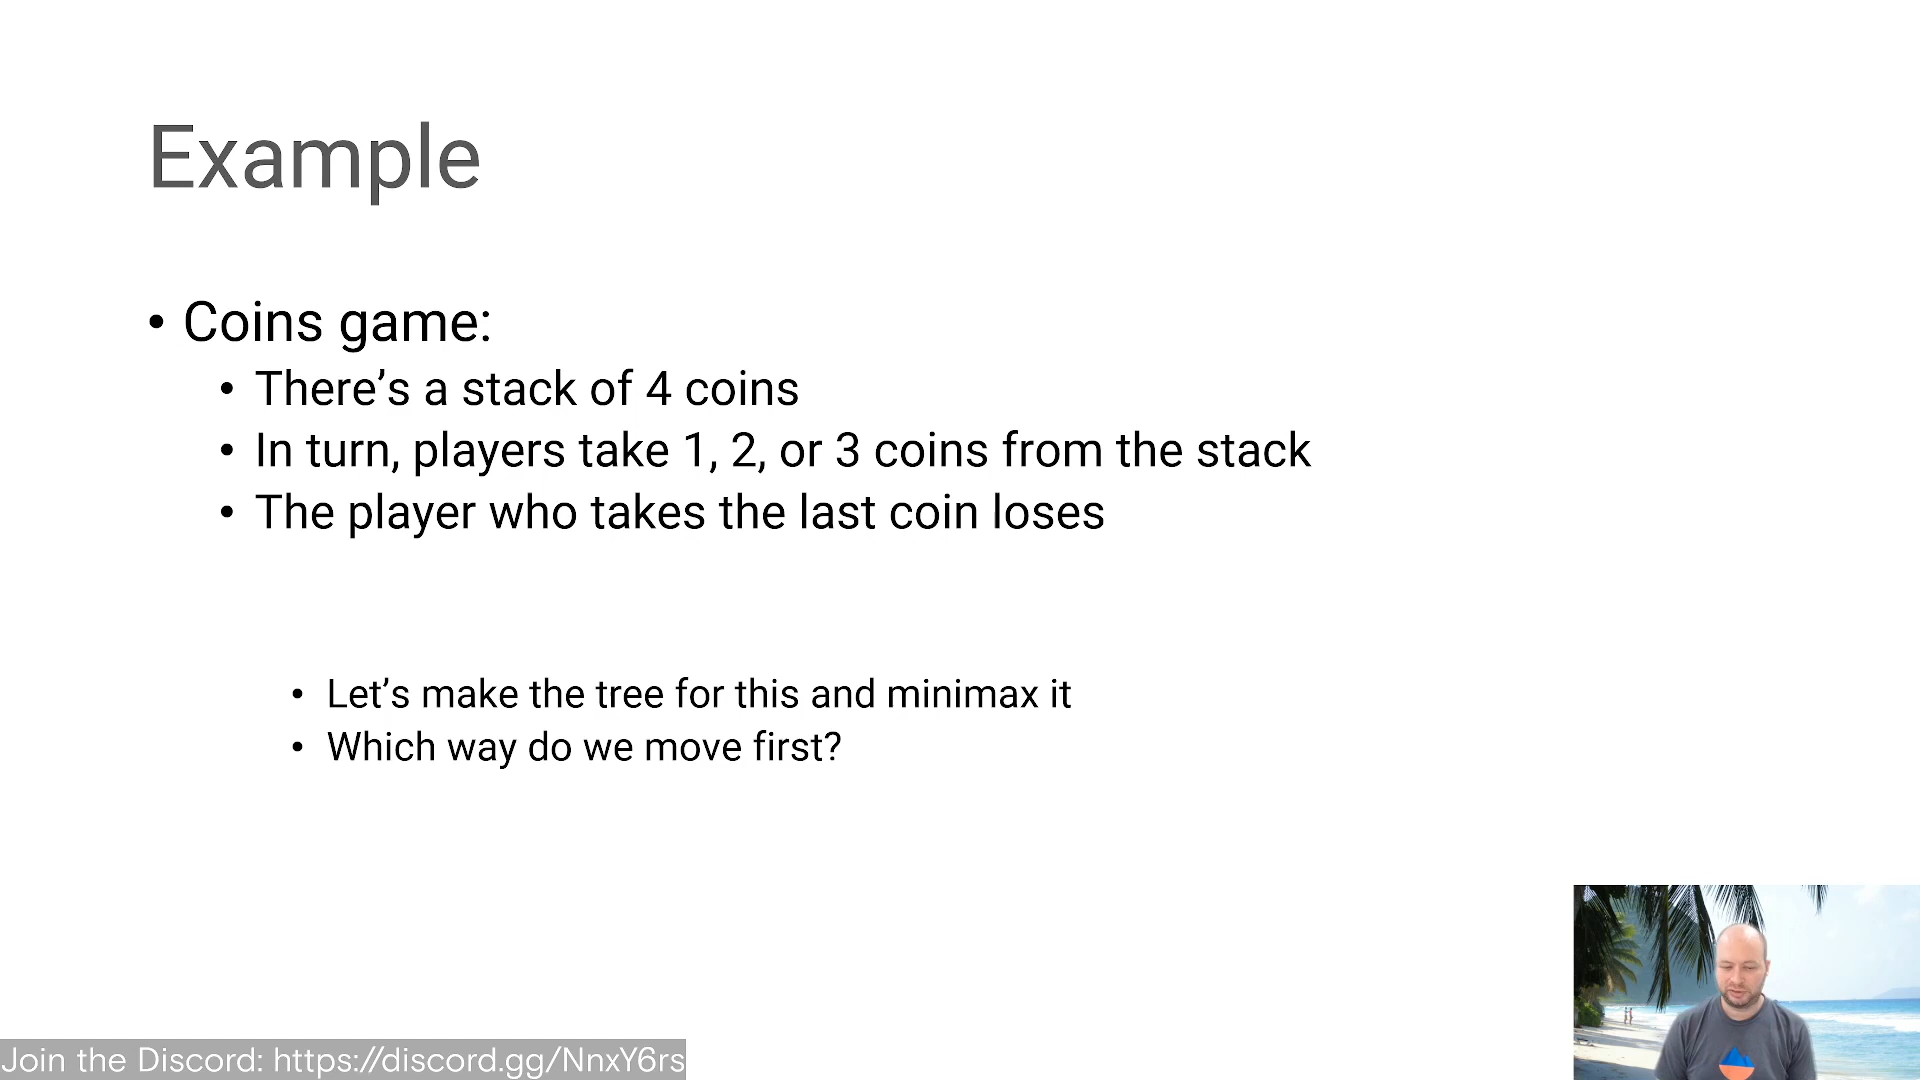 Example
• Coins game:
• There’s a stack of 4 coins
• In turn, players take 1, 2, or 3 coins from the stack
• The player who takes the last coin loses
• Let’s make the tree for this and minimax it
• Which way do we move first?
Join the Discord: https://discord.gg/NnxY6rs